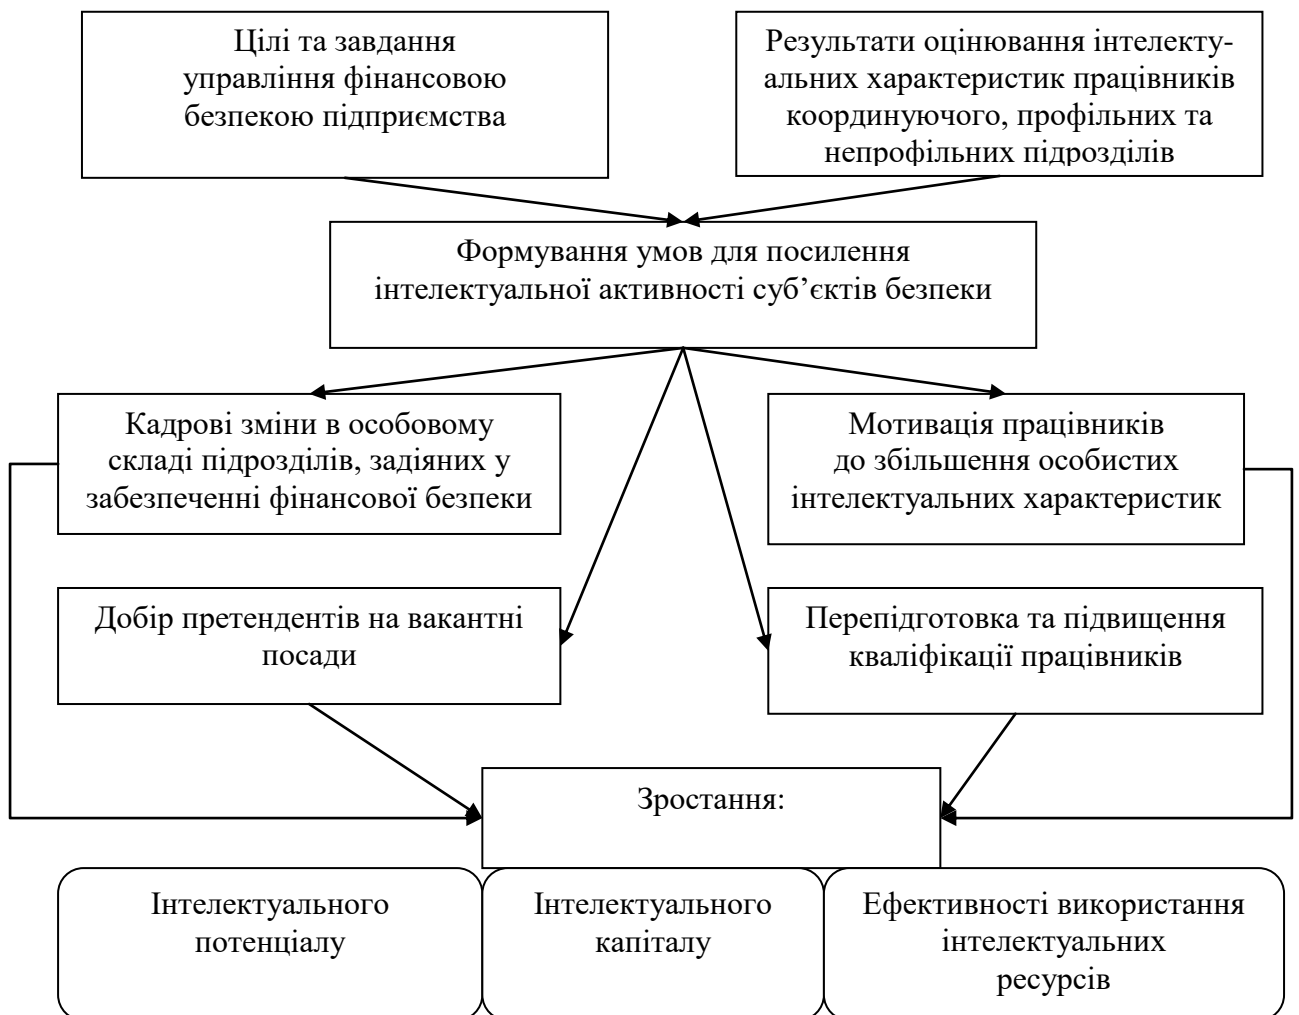 Цілі та завдання
управління фінансовою
безпекою підприємства
Результати оцінювання інтелекту-
альних характеристик працівників
координуючого, профільних та
непрофільних підрозділів
Формування умов для посилення
інтелектуальної активності суб’єктів безпеки
Кадрові зміни в особовому
складі підрозділів, задіяних у
забезпеченні фінансової безпеки
Мотивація працівників
до збільшення особистих
інтелектуальних характеристик
Добір претендентів на вакантні
посади
Перепідготовка та підвищення
кваліфікації працівників
Зростання:
Інтелектуального
потенціалу
Інтелектуального
капіталу
Ефективності використання
інтелектуальних
ресурсів